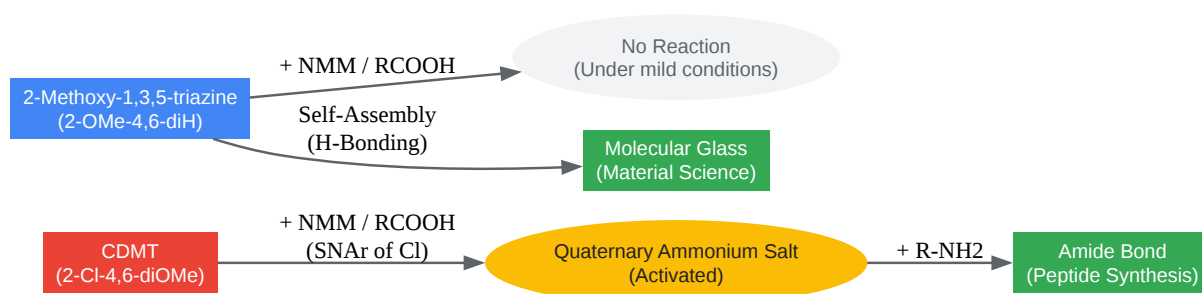 No Reaction
(Under mild conditions)
+ NMM / RCOOH
2-Methoxy-1,3,5-triazine
(2-OMe-4,6-diH)
Self-Assembly
(H-Bonding)
Molecular Glass
(Material Science)
+ NMM / RCOOH
(SNAr of Cl)
CDMT
(2-Cl-4,6-diOMe)
Quaternary Ammonium Salt
(Activated)
+ R-NH2
Amide Bond
(Peptide Synthesis)